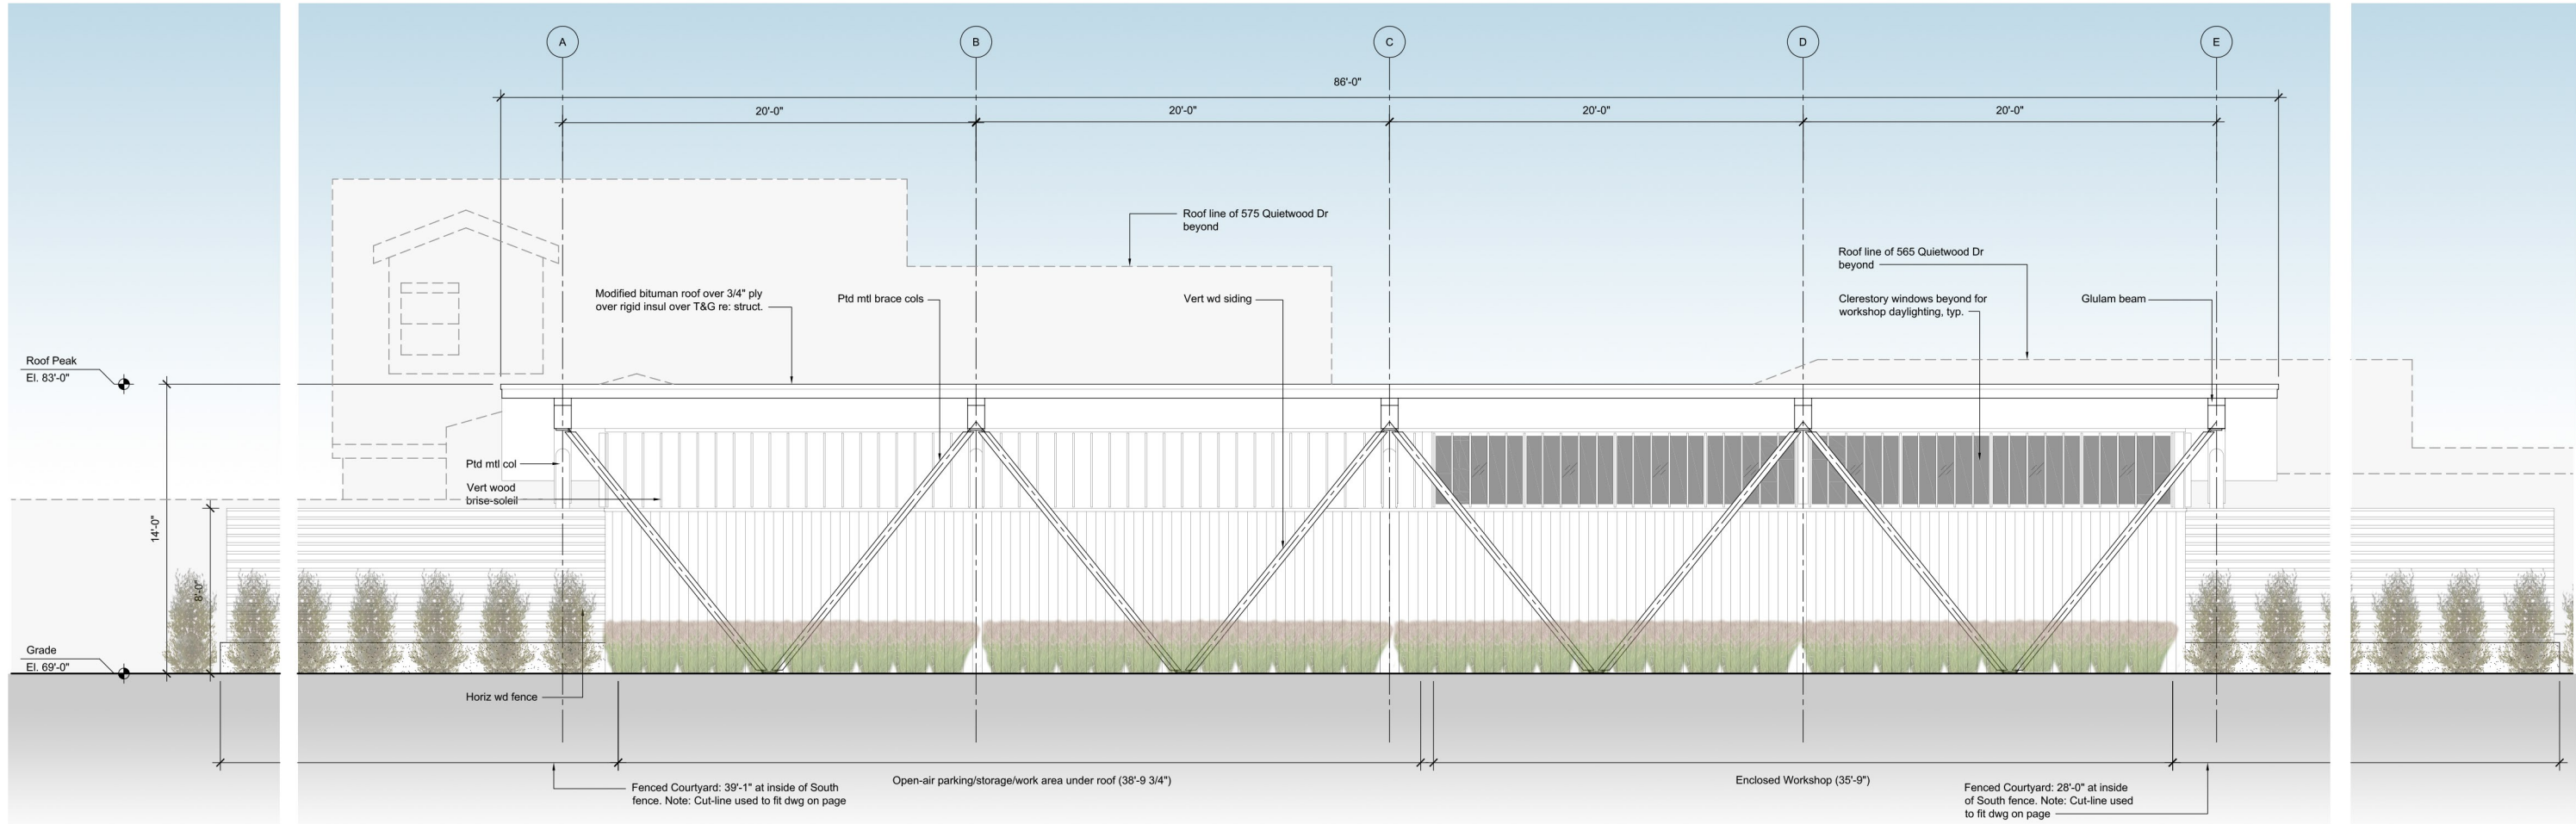 A
B
C
D
E
86'-0"
20'-0"
20'-0"
20'-0"
20'-0"
Roof line of 575 Quietwood Dr
beyond
Roof line of 565 Quietwood Dr
beyond
Modified bituman roof over 3/4" ply
over rigid insul over T&G re: struct.
Ptd mtl brace cols
Vert wd siding
Clerestory windows beyond for
workshop daylighting, typ.
Glulam beam
Roof Peak
El. 83'-0"
Ptd mtl col
Vert wood
brise-soleil
14'-0"
8'-0"
Grade
El. 69'-0"
Horiz wd fence
Open-air parking/storage/work area under roof (38'-9 3/4")
Enclosed Workshop (35'-9")
Fenced Courtyard: 39'-1" at inside of South
fence. Note: Cut-line used to fit dwg on page
Fenced Courtyard: 28'-0" at inside
of South fence. Note: Cut-line used
to fit dwg on page